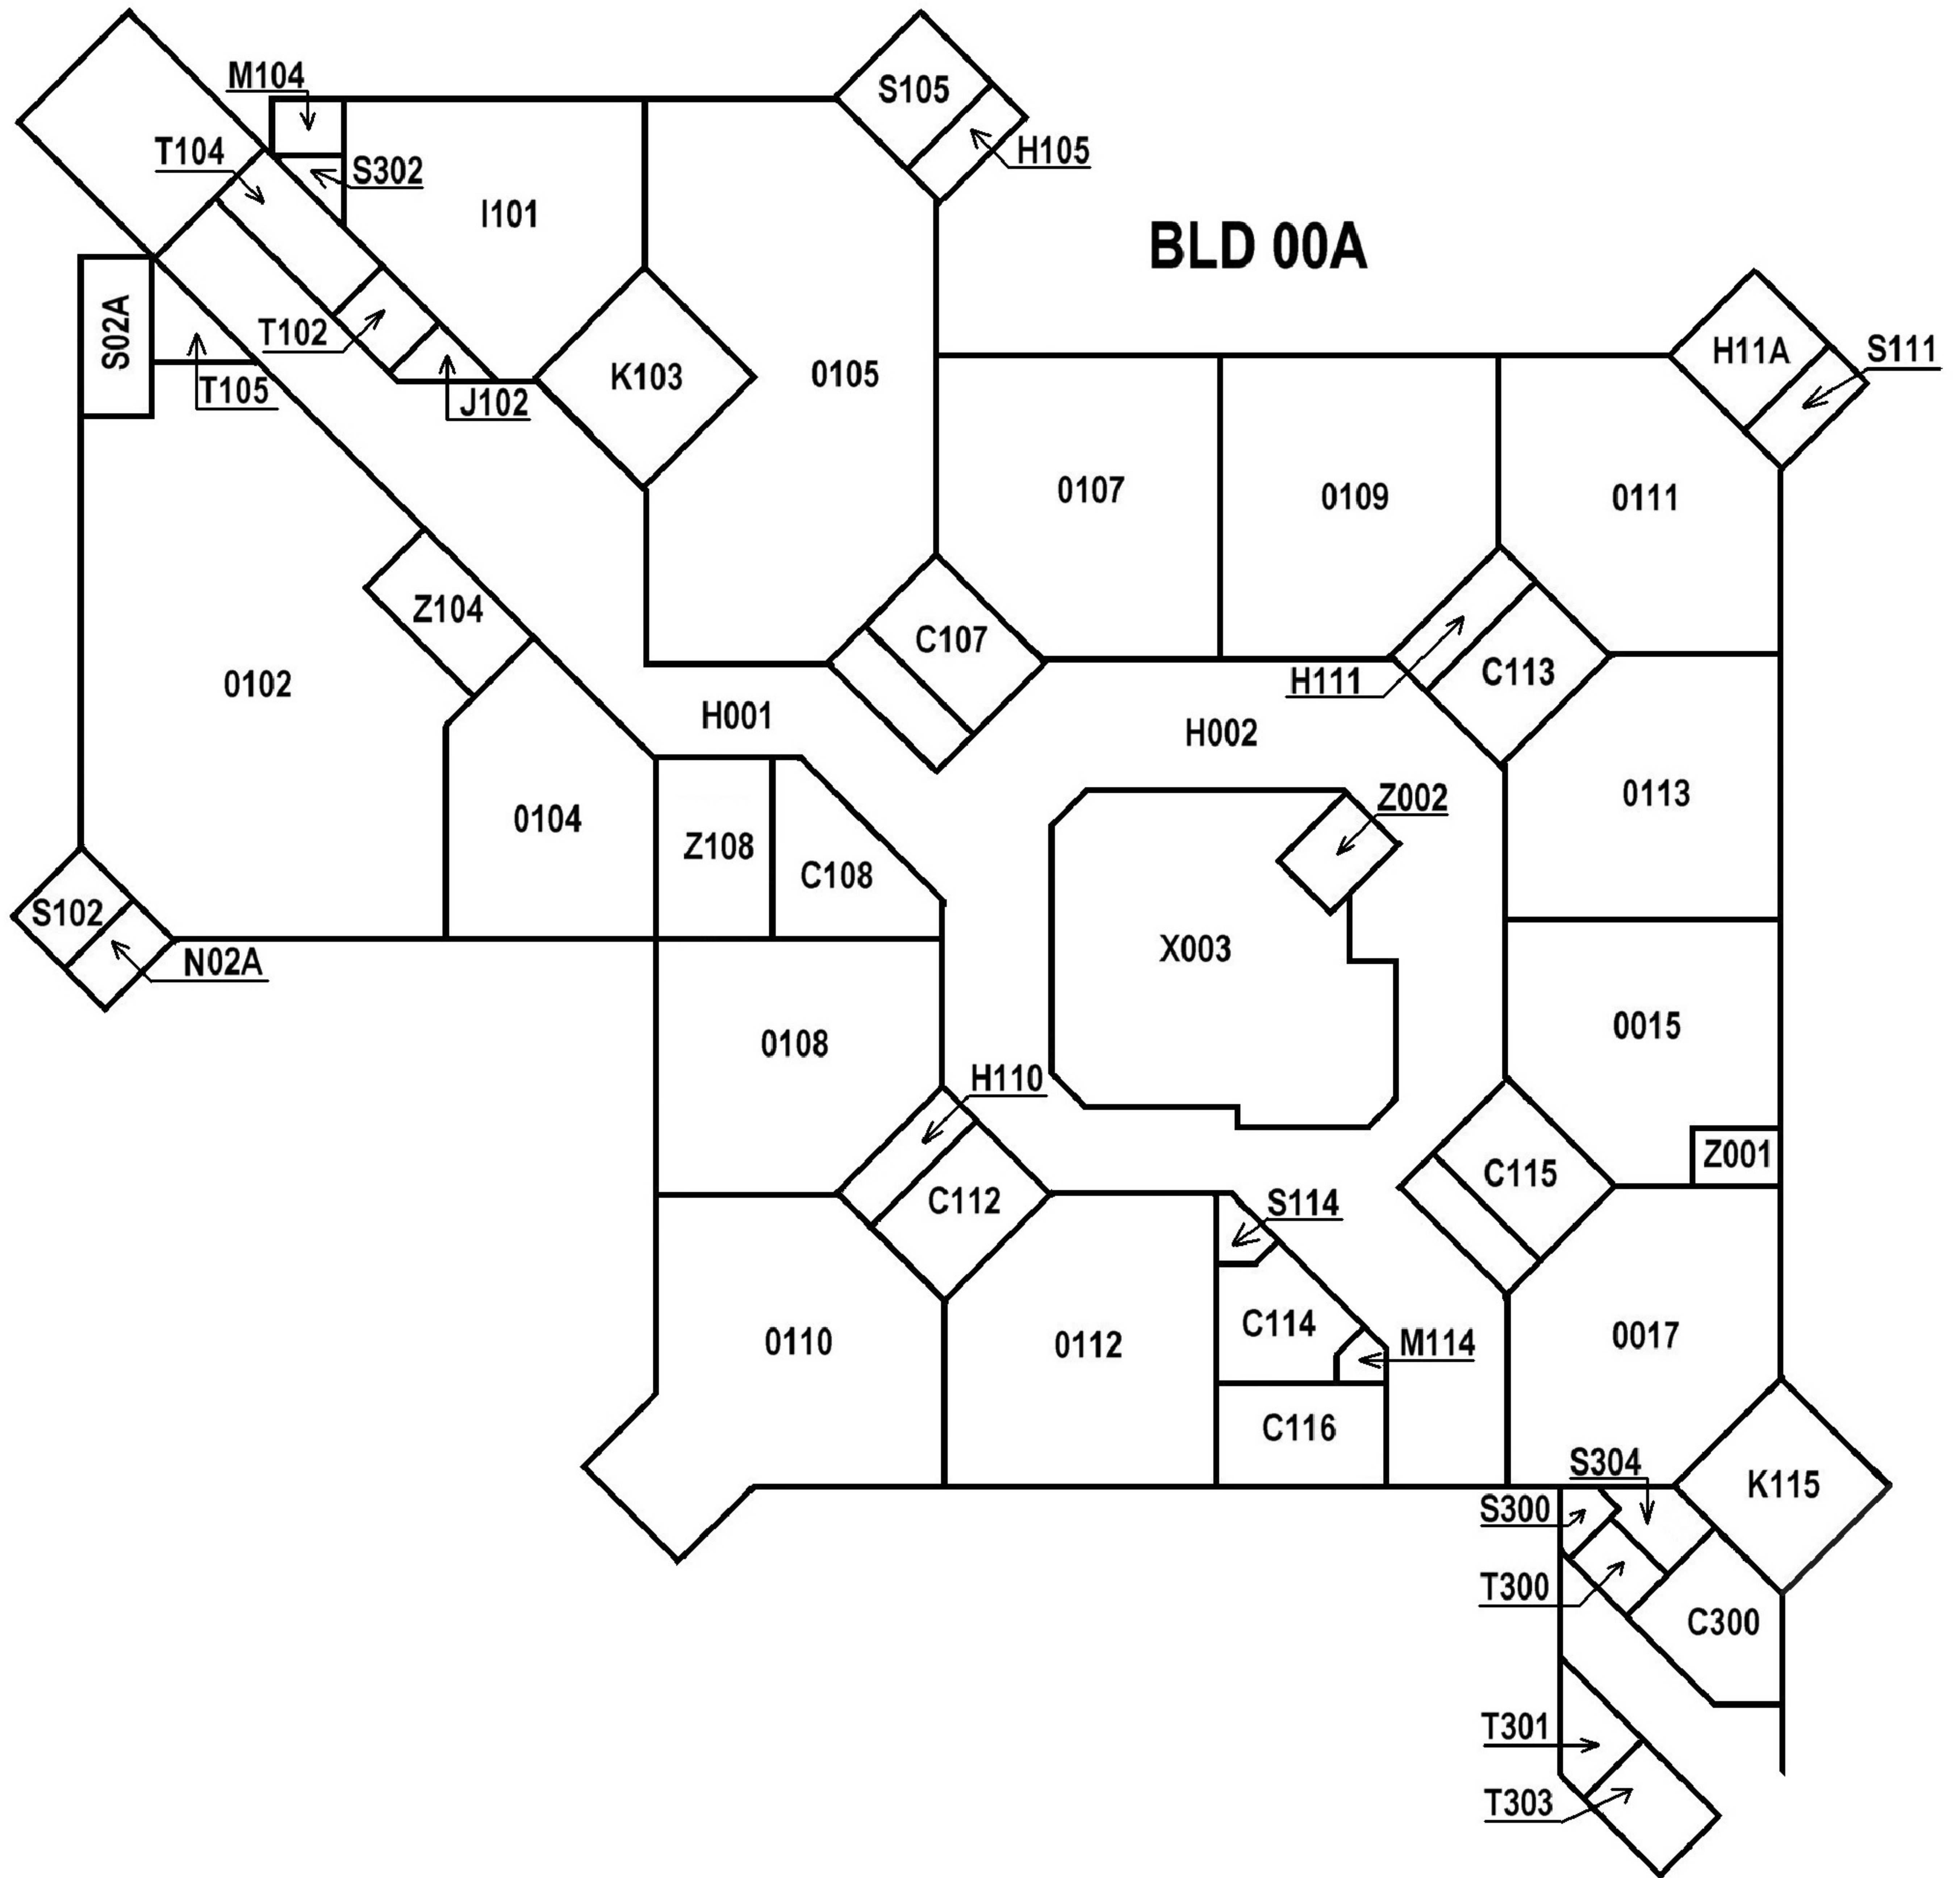 M104
S105
T104
H105
S302
I101
BLD 00A
S02A
T102
T105
J102
K103
0105
H11A
S111
0107
0109
0111
Z104
C107
0102
H111
C113
H001
H002
0104
Z108
C108
Z002
0113
S102
N02A
X003
0108
0015
H110
Z001
C112
S114
C115
0110
0112
C114
M114
0017
C116
S304
K115
S300
T300
C300
T301
T303